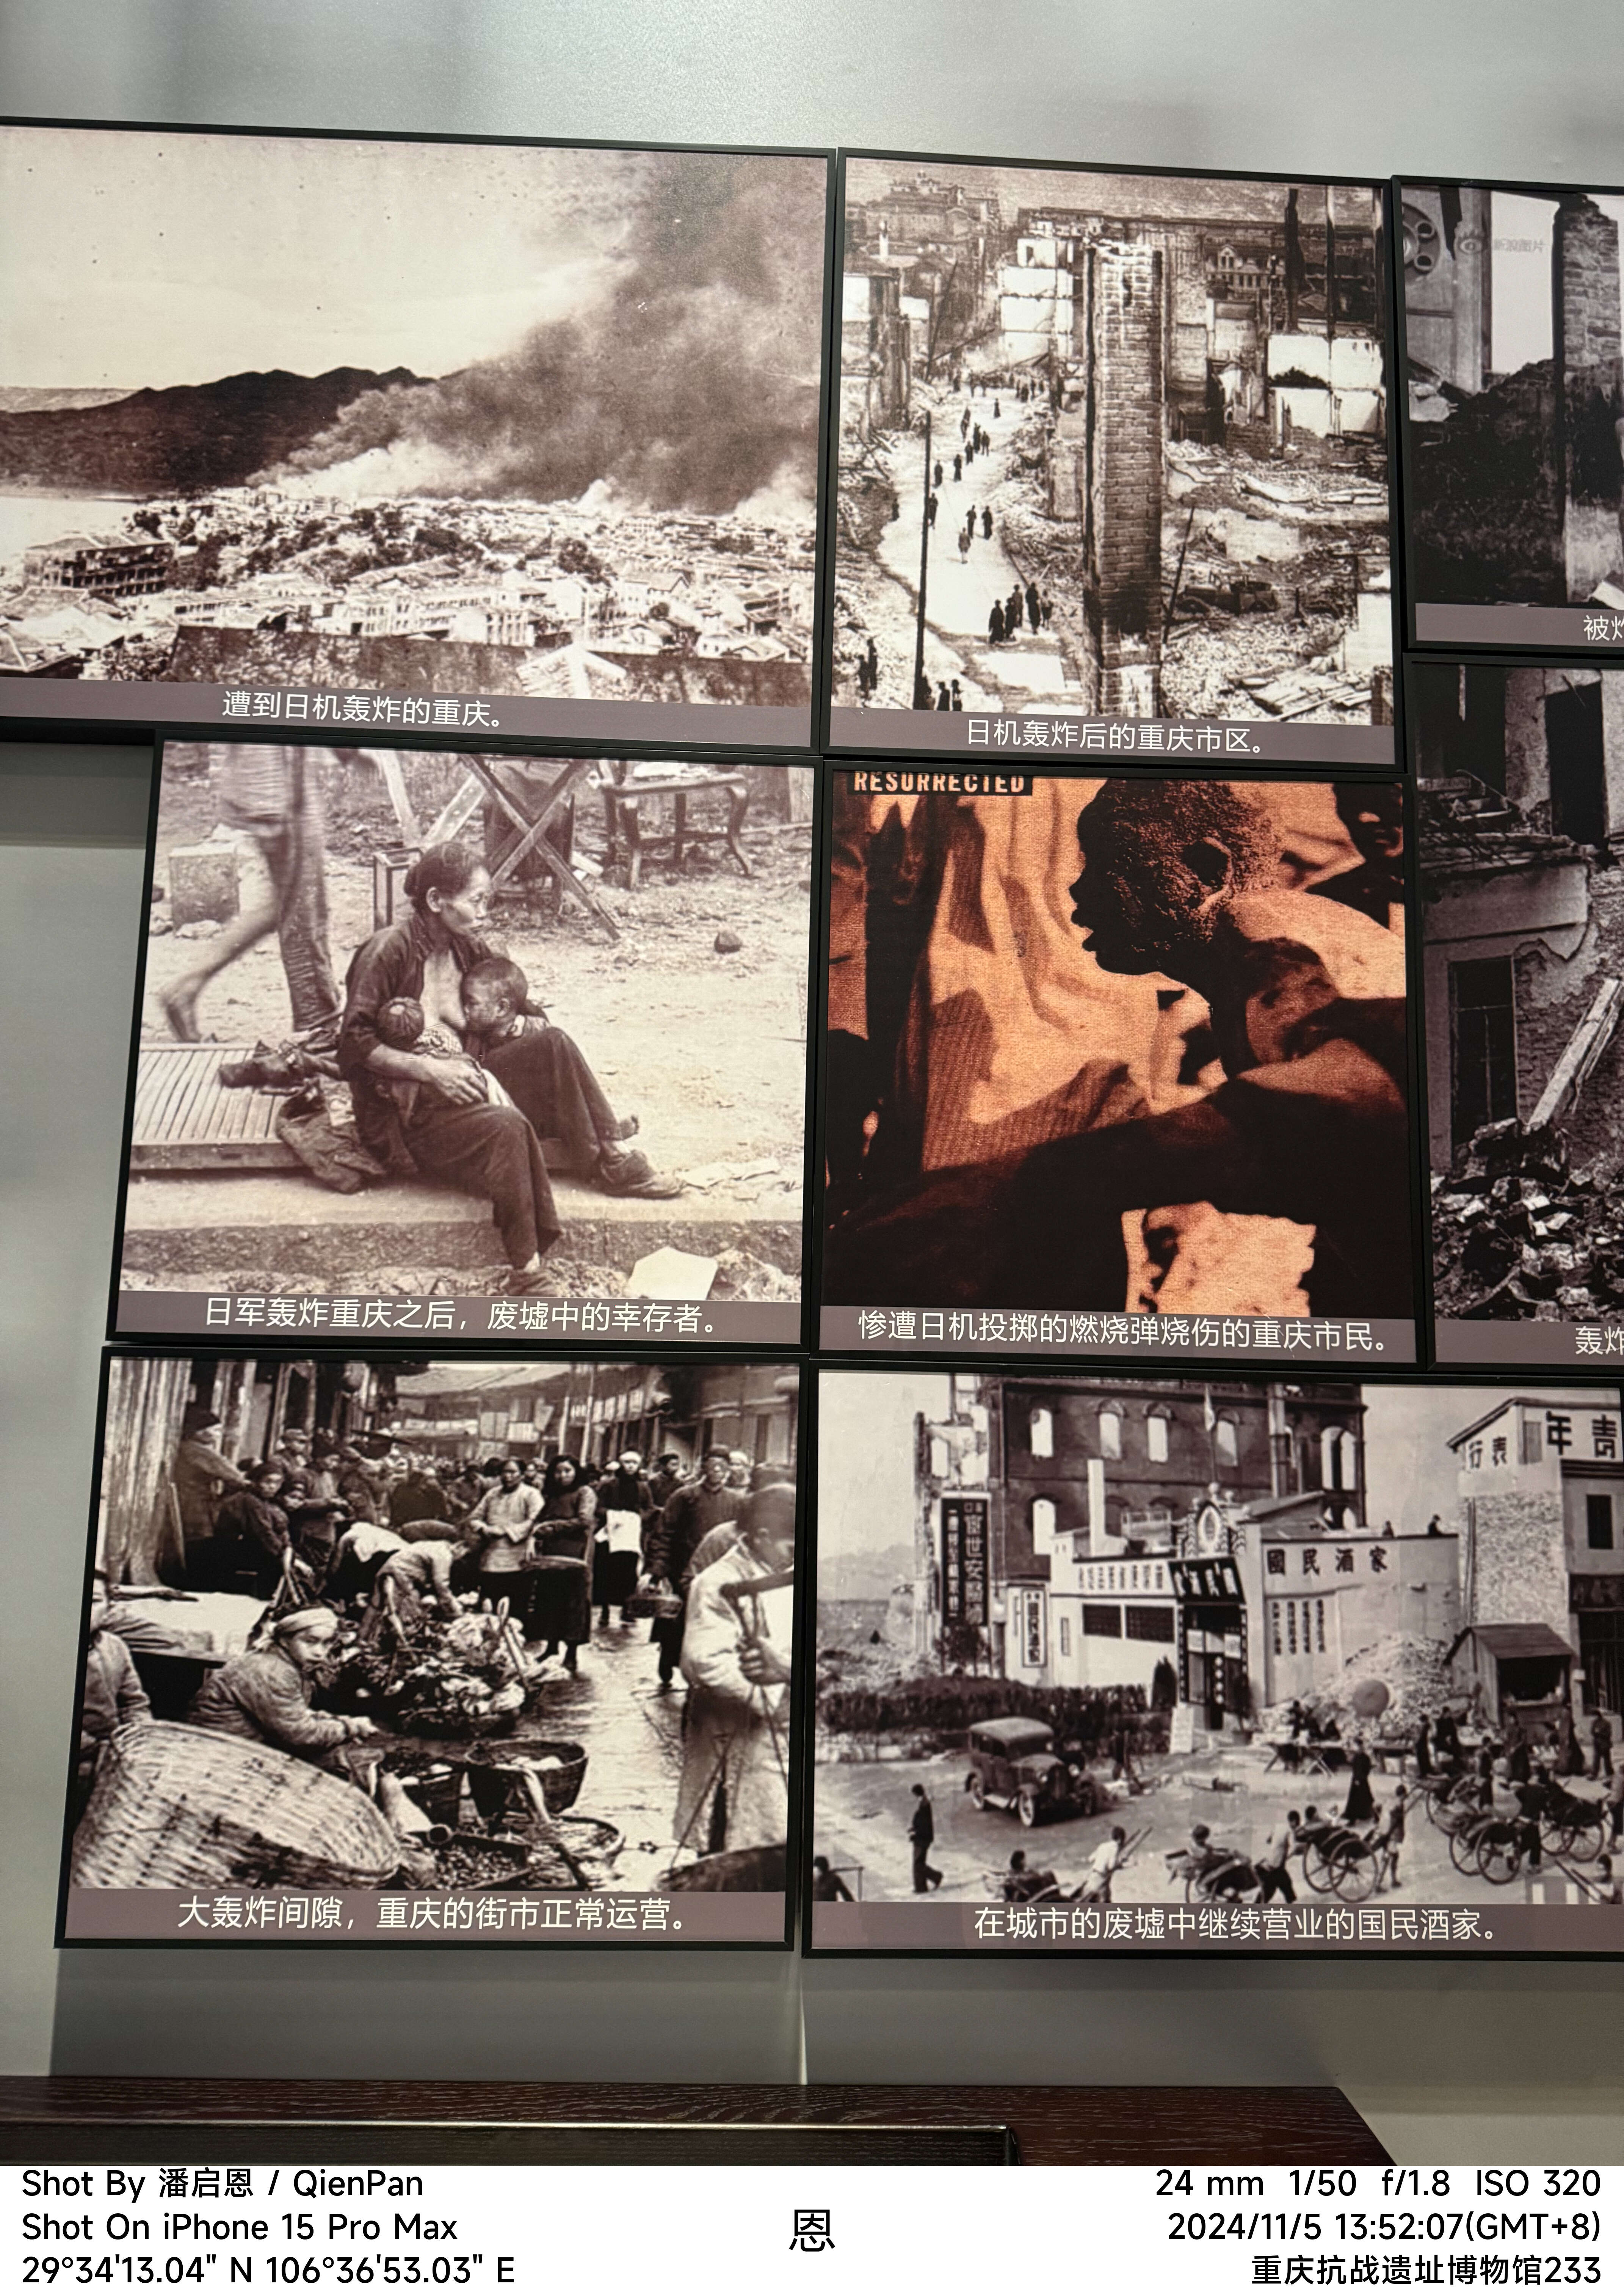 新浪图片
遭到日机轰炸的重庆。
日机轰炸后的重庆市区。
被炸
RESURRECTED
日军轰炸重庆之后，废墟中的幸存者。
惨遭日机投掷的燃烧弹烧伤的重庆市民。
轰炸
年青
行表
國民酒家
大轰炸间隙，重庆的街市正常运营。
在城市的废墟中继续营业的国民酒家。
Shot By 潘启恩 / QienPan
Shot On iPhone 15 Pro Max
29°34'13.04" N 106°36'53.03" E
恩
24 mm 1/50 f/1.8 ISO 320
2024/11/5 13:52:07(GMT+8)
重庆抗战遗址博物馆233